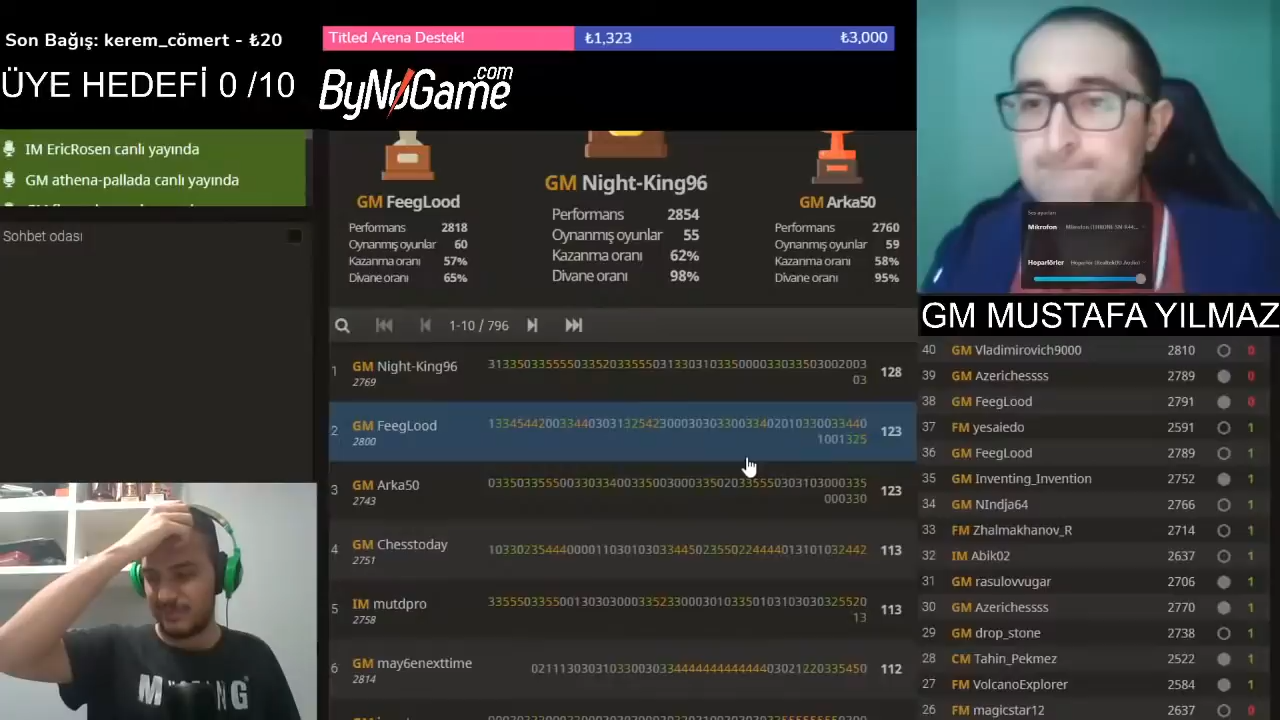 Son Bağış: kerem_cömert - ₺20
ÜYE HEDEFİ 0 /10
Titled Arena Destek! ₺1,323 ₺3,000
ByNoGame.com
IM EricRosen canlı yayında
GM athena-pallada canlı yayında
Sohbet odası
GM FeegLood
Performans 2818
Oynanmış oyunlar 60
Kazanma oranı 57%
Divane oranı 65%
GM Night-King96
Performans 2854
Oynanmış oyunlar 55
Kazanma oranı 62%
Divane oranı 98%
GM Arka50
Performans 2760
Oynanmış oyunlar 59
Kazanma oranı 58%
Divane oranı 95%
1-10 / 796
1 GM Night-King96 128
2769
03
2 GM FeegLood 123
2800
1001325
3 GM Arka50 123
2743
000330
4 GM Chesstoday 113
2751
5 IM mutdpro 113
2758
13
6 GM may6enexttime 112
2814
Ses ayarları
Mikrofon
Hoparlörler
GM MUSTAFA YILMAZ
40 GM Vladimirovich9000 2810 0
39 GM Azerichessss 2789 0
38 GM FeegLood 2791 0
37 FM yesaiedo 2591 1
36 GM FeegLood 2789 1
35 GM Inventing_Invention 2752 1
34 GM NIndja64 2766 1
33 FM Zhalmakhanov_R 2714 1
32 IM Abik02 2637 1
31 GM rasulovvugar 2706 1
30 GM Azerichessss 2770 1
29 GM drop_stone 2738 1
28 CM Tahin_Pekmez 2522 1
27 FM VolcanoExplorer 2584 1
26 FM magicstar12 2637 0